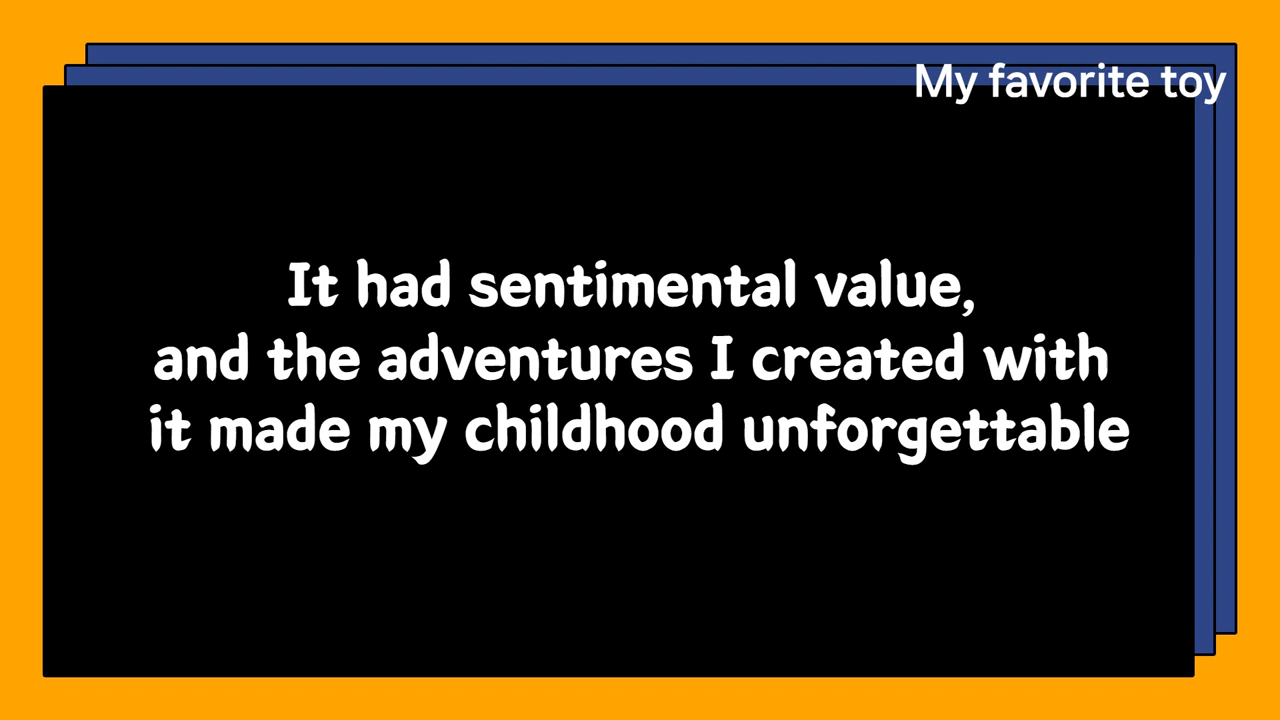 My favorite toy
It had sentimental value,
and the adventures I created with
it made my childhood unforgettable